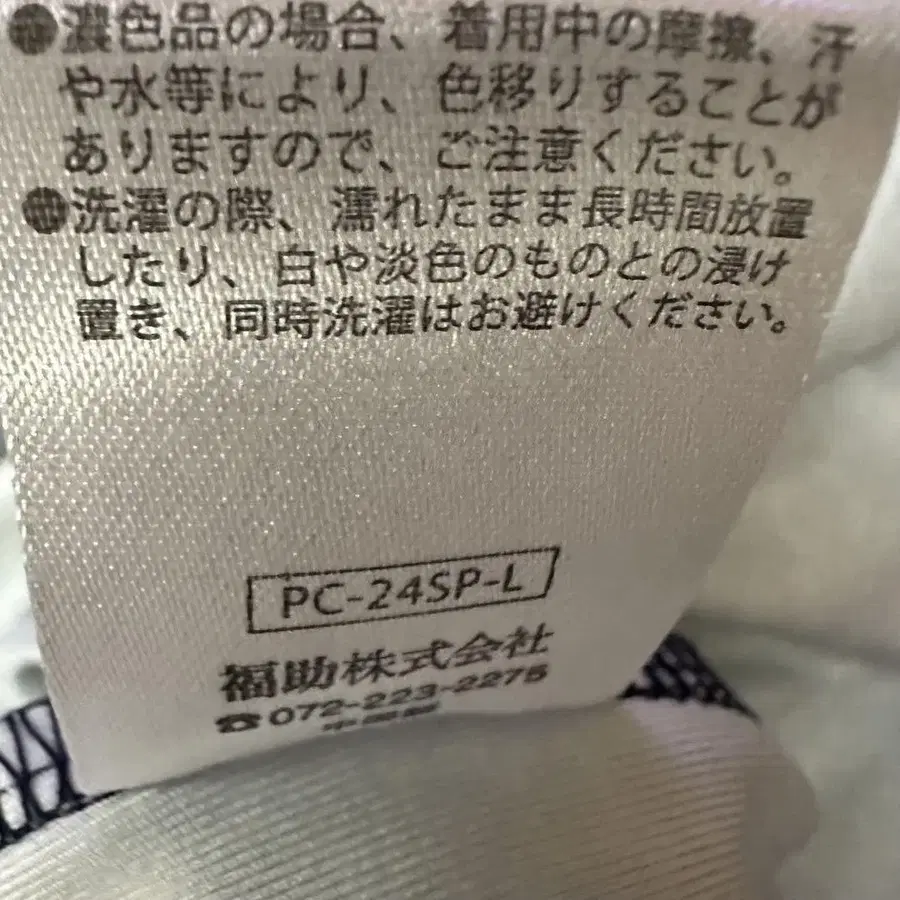 ●濃色品の場合、着用中の摩擦、汗
や水等により、色移りすることが
ありますので、ご注意ください。
●洗濯の際、濡れたまま長時間放置
したり、白や淡色のものとの浸け
置き、同時洗濯はお避けください。
PC-24SP-L
福助株式会社
☎072-223-2275
中国製